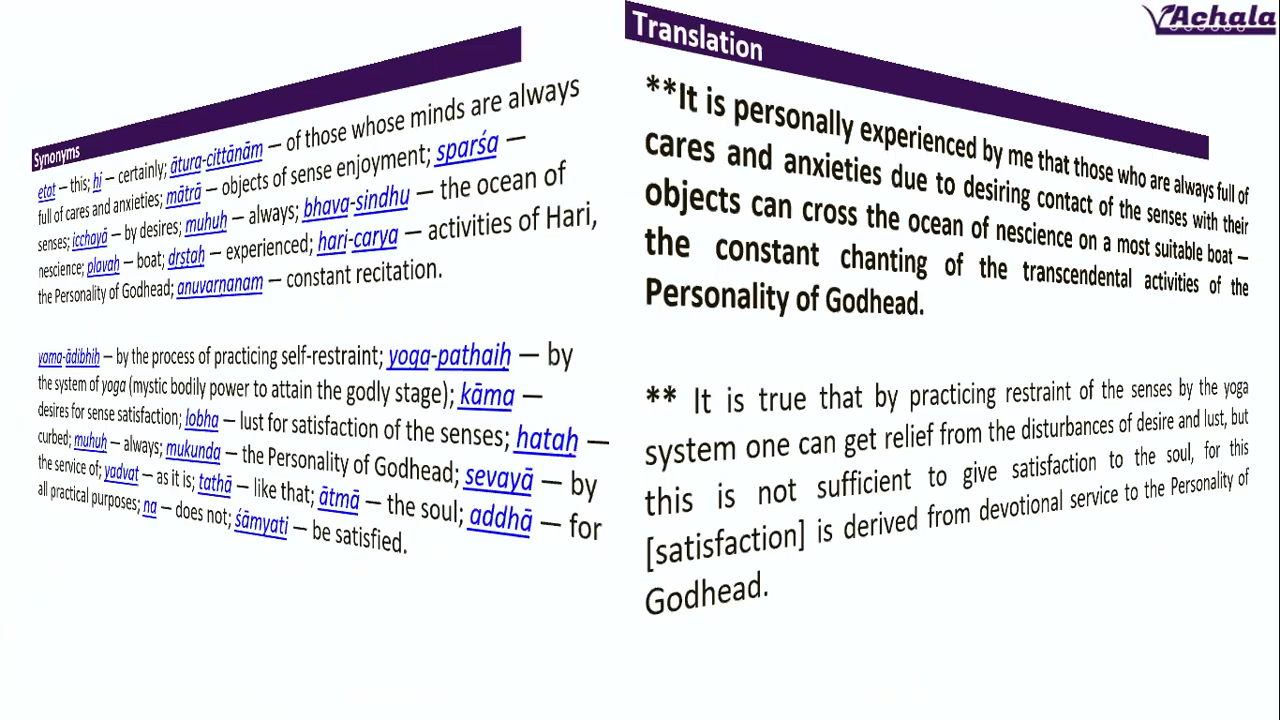 Achala
Synonyms
etat — this; hi — certainly; ātura-cittānām — of those whose minds are always
full of cares and anxieties; mātrā — objects of sense enjoyment; sparśa —
senses; icchayā — by desires; muhuh — always; bhava-sindhu — the ocean of
nescience; plavah — boat; drstah — experienced; hari-carya — activities of Hari,
the Personality of Godhead; anuvarṇanam — constant recitation.
yama-ādibhiḥ — by the process of practicing self-restraint; yoga-pathaiḥ — by
the system of yoga (mystic bodily power to attain the godly stage); kāma —
desires for sense satisfaction; lobha — lust for satisfaction of the senses; hataḥ —
curbed; muhuḥ — always; mukunda — the Personality of Godhead; sevayā — by
the service of; yadvat — as it is; tathā — like that; ātmā — the soul; addhā — for
all practical purposes; na — does not; śāmyati — be satisfied.
Translation
**It is personally experienced by me that those who are always full of
cares and anxieties due to desiring contact of the senses with their
objects can cross the ocean of nescience on a most suitable boat –
the constant chanting of the transcendental activities of the
Personality of Godhead.
** It is true that by practicing restraint of the senses by the yoga
system one can get relief from the disturbances of desire and lust, but
this is not sufficient to give satisfaction to the soul, for this
[satisfaction] is derived from devotional service to the Personality of
Godhead.